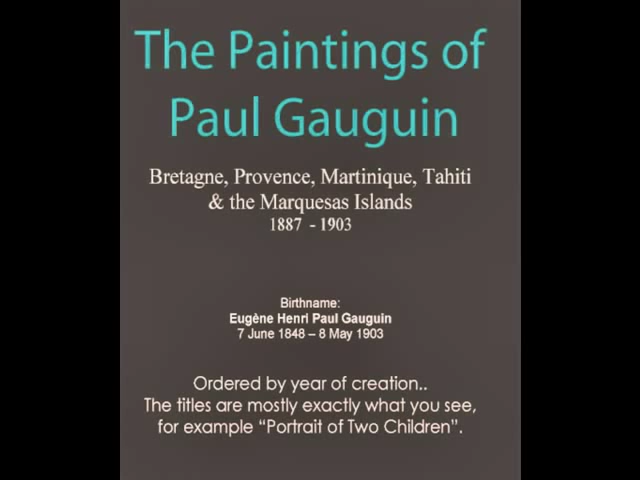 The Paintings of
Paul Gauguin
Bretagne, Provence, Martinique, Tahiti
& the Marquesas Islands
1887 - 1903
Birthname:
Eugène Henri Paul Gauguin
7 June 1848 – 8 May 1903
Ordered by year of creation..
The titles are mostly exactly what you see,
for example “Portrait of Two Children”.